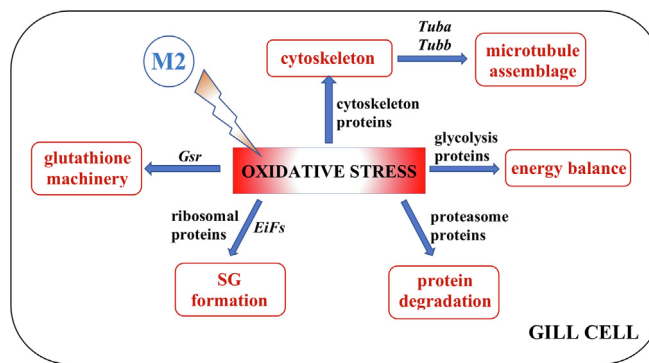 Tuba
Tubb
M2
cytoskeleton
microtubule
assemblage
cytoskeleton
proteins
glycolysis
proteins
glutathione
machinery
Gsr
OXIDATIVE STRESS
energy balance
ribosomal
proteins
EiFs
proteasome
proteins
SG
formation
protein
degradation
GILL CELL